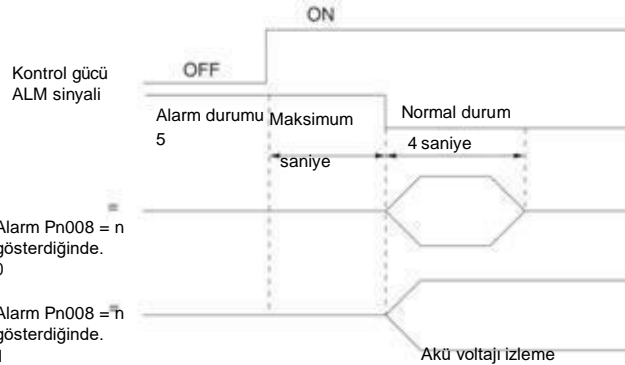 ON
OFF
Kontrol gücü
ALM sinyali
Alarm durumu Maksimum
5
saniye
Normal durum
4 saniye
=
Alarm Pn008 = n
gösterdiğinde.
0
=
Alarm Pn008 = n
gösterdiğinde.
1
Akü voltajı izleme